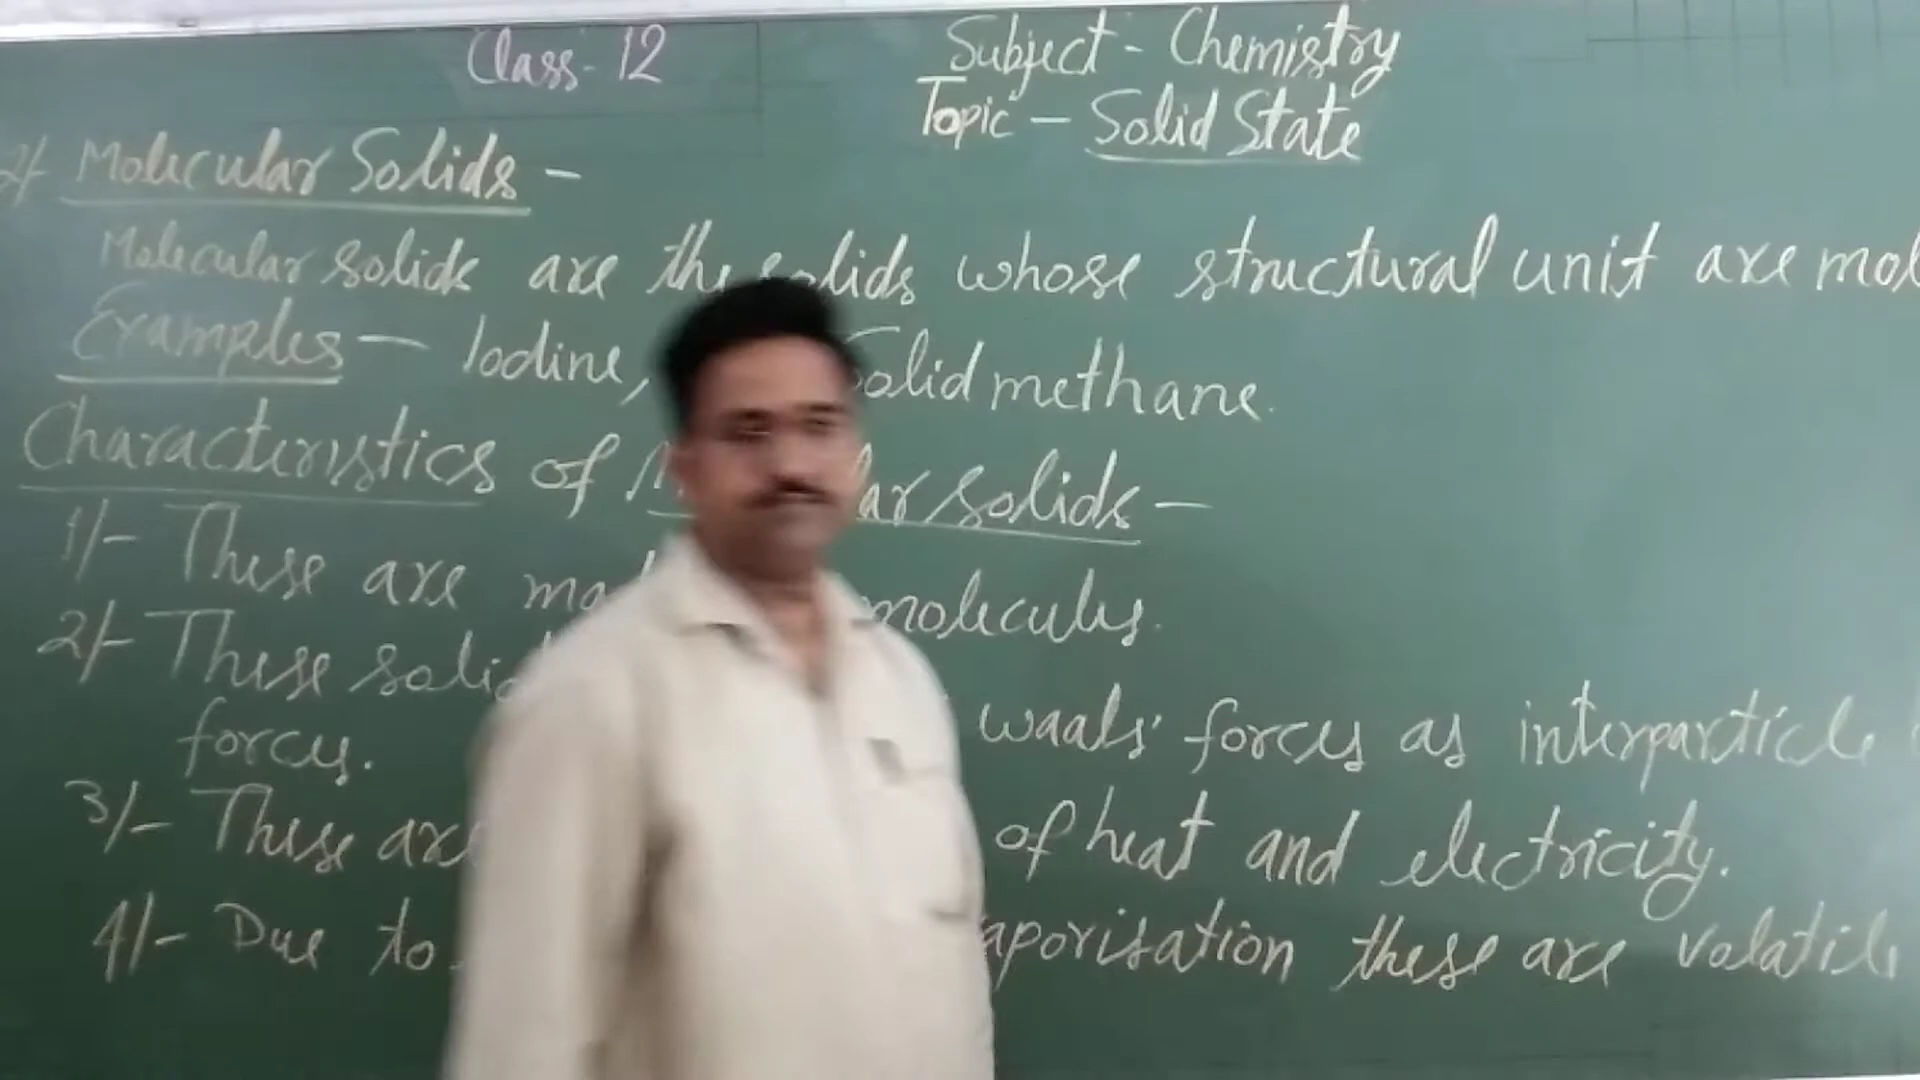 Class - 12
Subject - Chemistry
Topic - Solid State
2/- Molecular Solids -
Molecular solids are the solids whose structural unit are mol
Examples - Iodine, Solid methane.
Characteristics of M lar solids -
1/- These are ma molecules.
2/- These solid waals' forces as interparticle
forces.
3/- These are of heat and electricity.
4/- Due to aporisation these are volatile